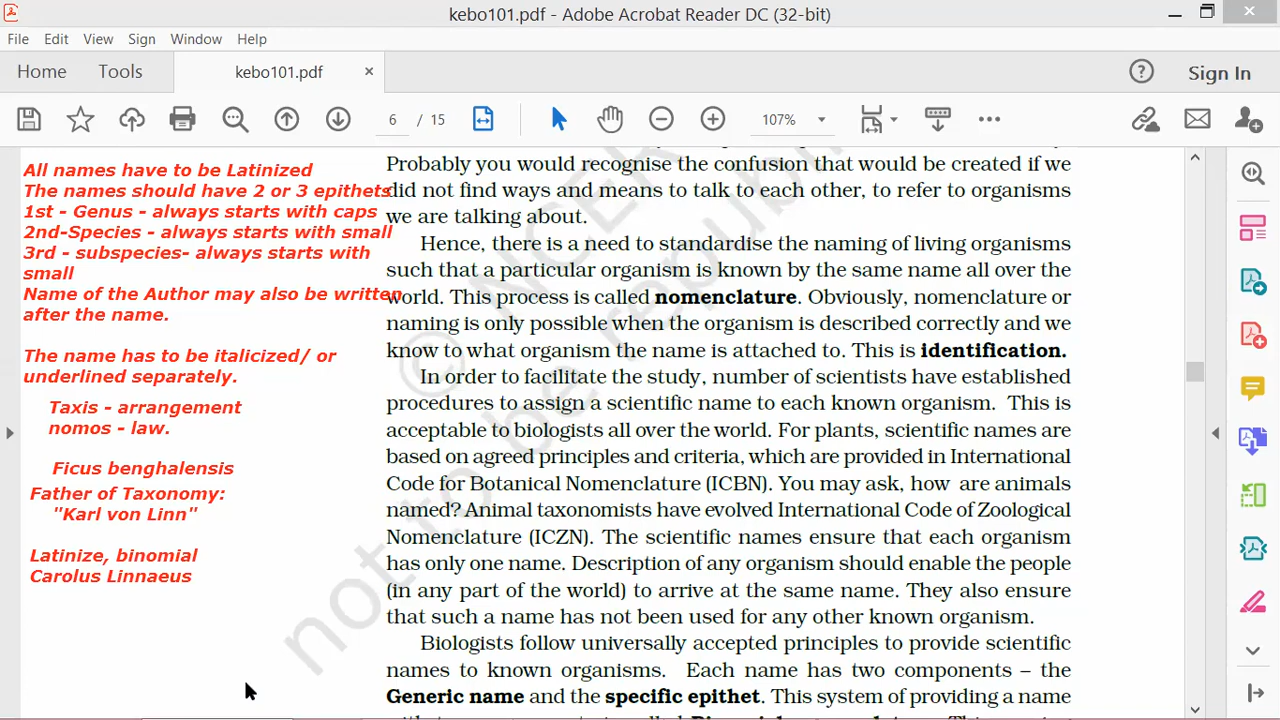 kebo101.pdf - Adobe Acrobat Reader DC (32-bit)
File Edit View Sign Window Help
Home Tools kebo101.pdf × Sign In
6 / 15 107%
All names have to be Latinized
The names should have 2 or 3 epithets
1st - Genus - always starts with caps
2nd-Species - always starts with small
3rd - subspecies- always starts with
small
Name of the Author may also be written
after the name.
The name has to be italicized/ or
underlined separately.
Taxis - arrangement
nomos - law.
Ficus benghalensis
Father of Taxonomy:
"Karl von Linn"
Latinize, binomial
Carolus Linnaeus
Probably you would recognise the confusion that would be created if we
did not find ways and means to talk to each other, to refer to organisms
we are talking about.
Hence, there is a need to standardise the naming of living organisms
such that a particular organism is known by the same name all over the
world. This process is called nomenclature. Obviously, nomenclature or
naming is only possible when the organism is described correctly and we
know to what organism the name is attached to. This is identification.
In order to facilitate the study, number of scientists have established
procedures to assign a scientific name to each known organism. This is
acceptable to biologists all over the world. For plants, scientific names are
based on agreed principles and criteria, which are provided in International
Code for Botanical Nomenclature (ICBN). You may ask, how are animals
named? Animal taxonomists have evolved International Code of Zoological
Nomenclature (ICZN). The scientific names ensure that each organism
has only one name. Description of any organism should enable the people
(in any part of the world) to arrive at the same name. They also ensure
that such a name has not been used for any other known organism.
Biologists follow universally accepted principles to provide scientific
names to known organisms. Each name has two components – the
Generic name and the specific epithet. This system of providing a name
© NCER
not to be republi